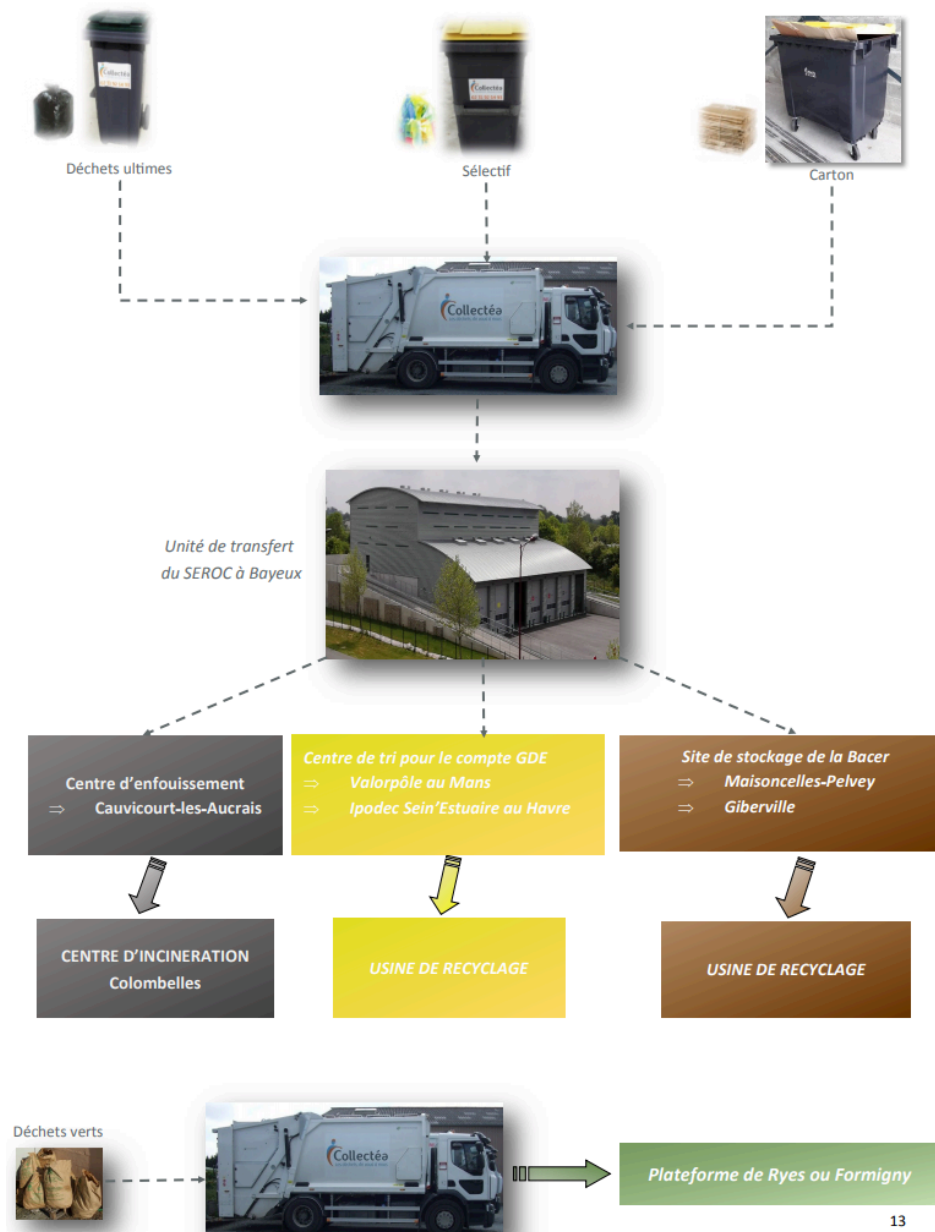 Collectéa
Collectéa
Déchets ultimes
Sélectif
Carton
Collectéa
Unité de transfert
du SEROC à Bayeux
Centre d'enfouissement
⇒ Cauvicourt-les-Aucrais
Centre de tri pour le compte GDE
⇒ Valorpôle au Mans
⇒ Ipodec Sein'Estuaire au Havre
Site de stockage de la Bacer
⇒ Maisoncelles-Pelvey
⇒ Giberville
CENTRE D'INCINERATION
Colombelles
USINE DE RECYCLAGE
USINE DE RECYCLAGE
Déchets verts
Collectéa
Plateforme de Ryes ou Formigny
13